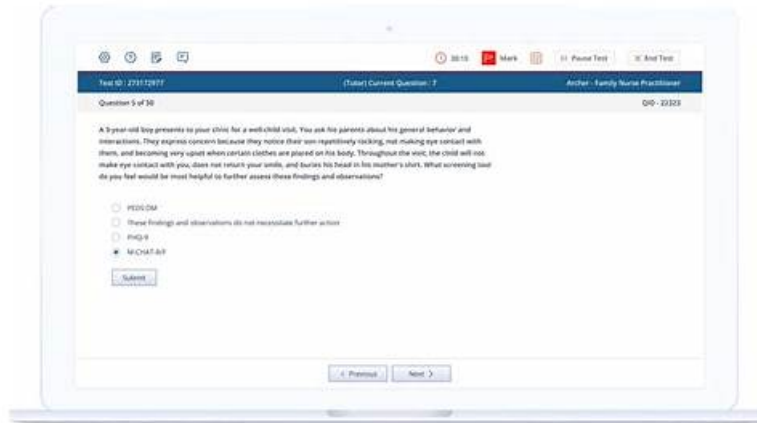 00:10 Mark Pause Test End Test
Test ID : 273172977 (Tutor) Current Question : 7 Archer - Family Nurse Practitioner
Question 5 of 50 QID - 22323
A 3-year-old boy presents to your clinic for a well-child visit. You ask his parents about his general behavior and
interactions. They express concern because they notice their son repetitively rocking, not making eye contact with
them, and becoming very upset when certain clothes are placed on his body. Throughout the visit, the child will not
make eye contact with you, does not return your smile, and buries his head in his mother's shirt. What screening tool
do you feel would be most helpful to further assess these findings and observations?
PEDS:DM
These findings and observations do not necessitate further action
PHQ-9
M-CHAT-R/F
Submit
< Previous Next >